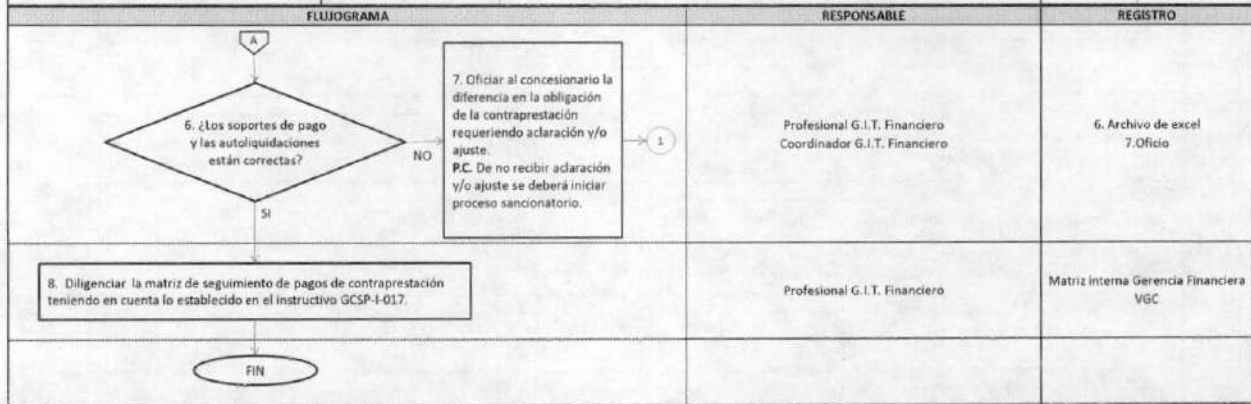 FLUJOGRAMA
RESPONSABLE
REGISTRO
A
6. ¿Los soportes de pago
y las autoliquidaciones
están correctas?
NO
SI
7. Oficiar al concesionario la
diferencia en la obligación
de la contraprestación
requeriendo aclaración y/o
ajuste.
P.C. De no recibir aclaración
y/o ajuste se deberá iniciar
proceso sancionatorio.
1
Profesional G.I.T. Financiero
Coordinador G.I.T. Financiero
6. Archivo de excel
7.Oficio
8. Diligenciar la matriz de seguimiento de pagos de contraprestación
teniendo en cuenta lo establecido en el instructivo GCSP-I-017.
Profesional G.I.T. Financiero
Matriz interna Gerencia Financiera
VGC
FIN